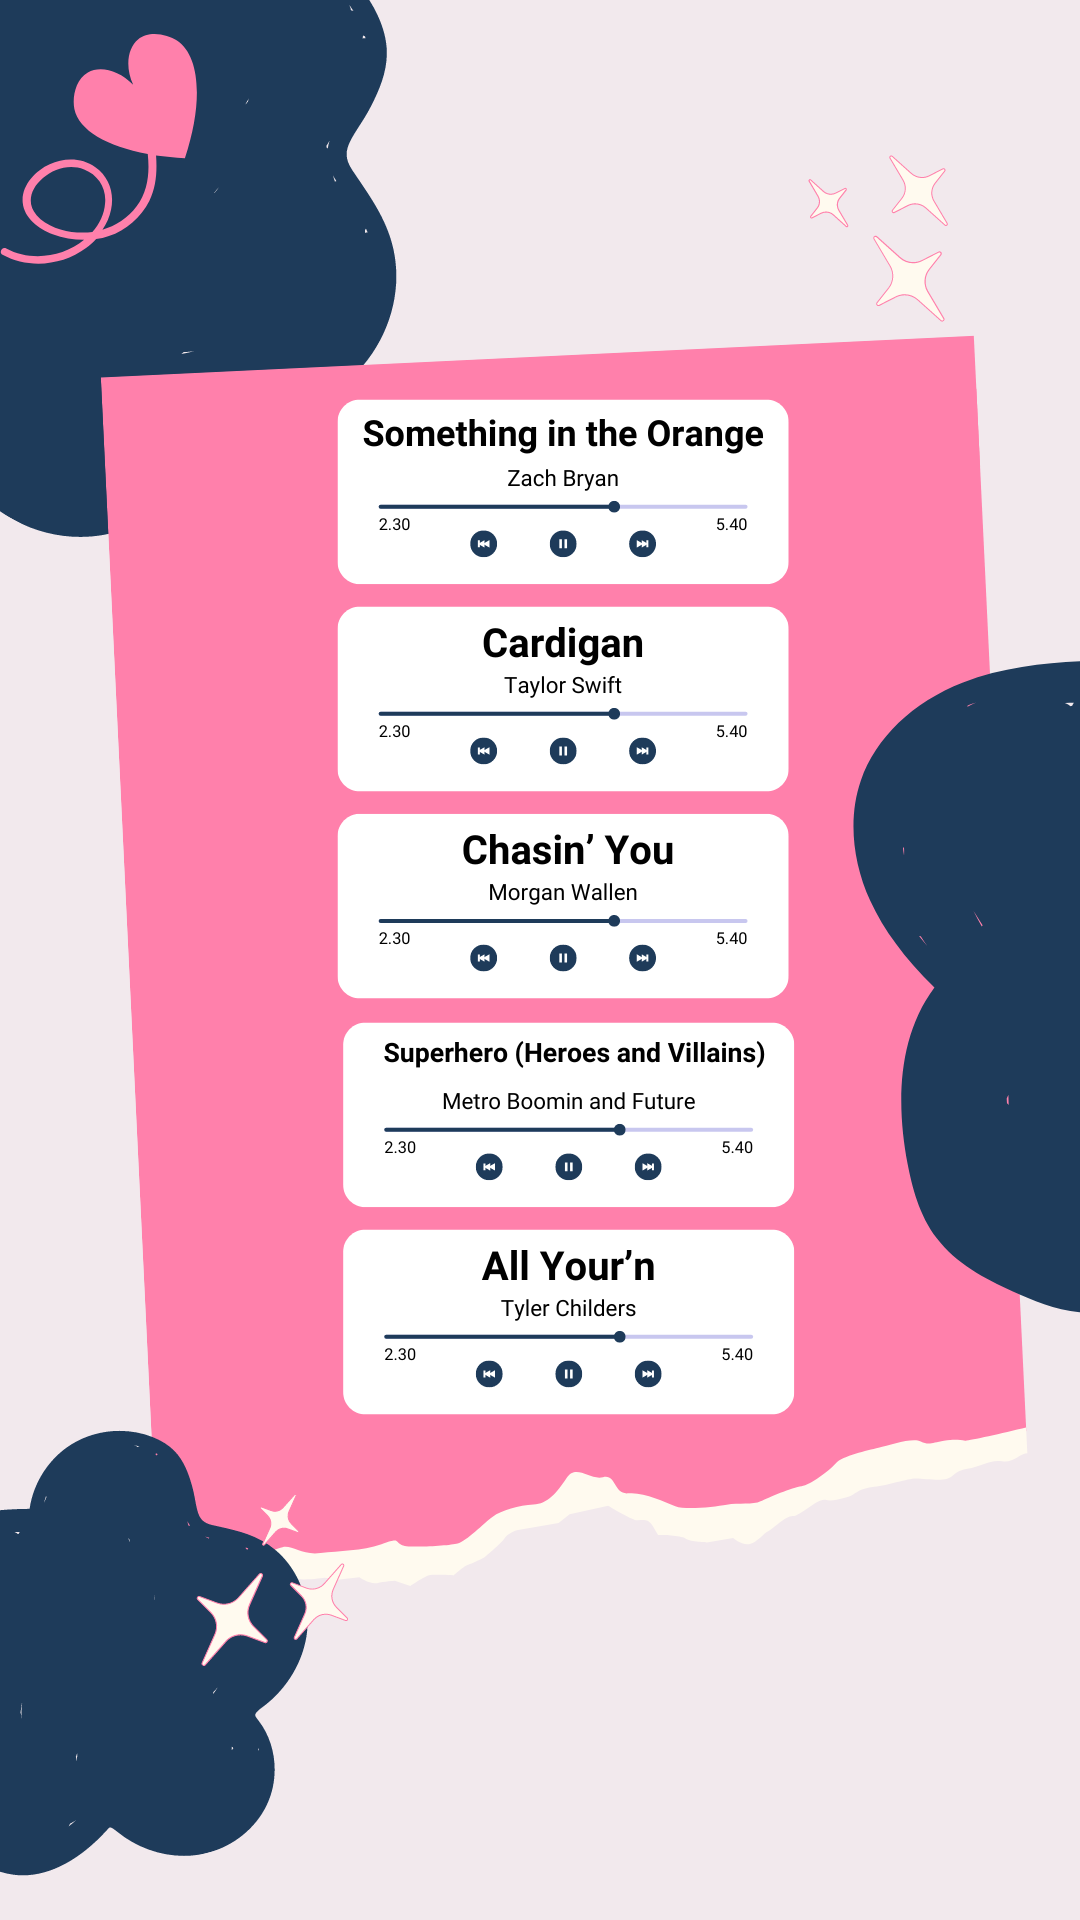 Something in the Orange
Zach Bryan
2.30 5.40
Cardigan
Taylor Swift
2.30 5.40
Chasin’ You
Morgan Wallen
2.30 5.40
Superhero (Heroes and Villains)
Metro Boomin and Future
2.30 5.40
All Your’n
Tyler Childers
2.30 5.40